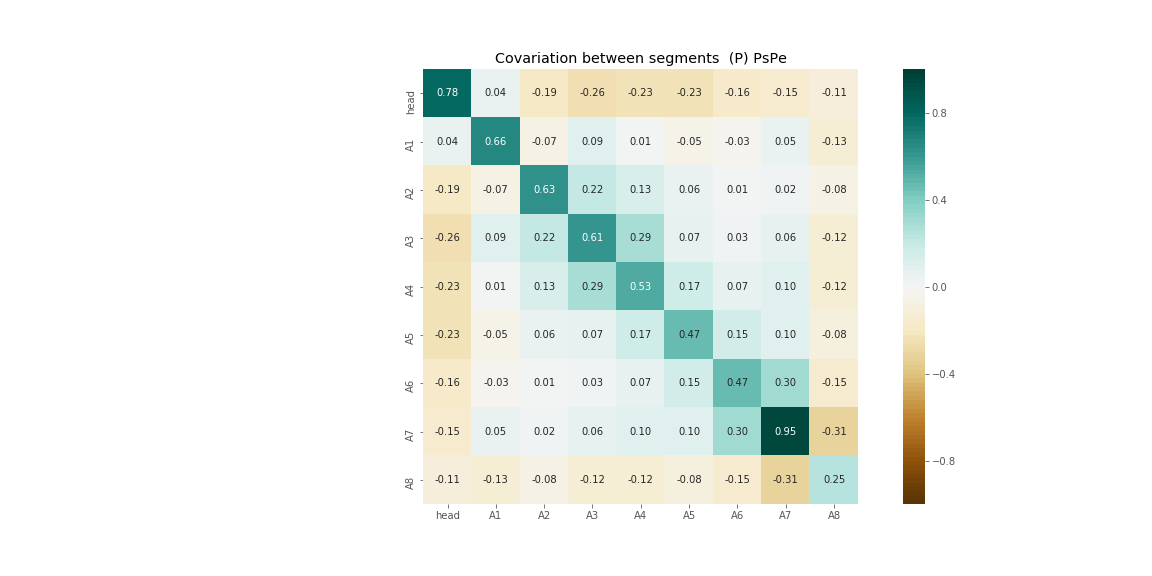 Covariation between segments  (P) PsPe
head 0.78 0.04 -0.19 -0.26 -0.23 -0.23 -0.16 -0.15 -0.11
A1 0.04 0.66 -0.07 0.09 0.01 -0.05 -0.03 0.05 -0.13
A2 -0.19 -0.07 0.63 0.22 0.13 0.06 0.01 0.02 -0.08
A3 -0.26 0.09 0.22 0.61 0.29 0.07 0.03 0.06 -0.12
A4 -0.23 0.01 0.13 0.29 0.53 0.17 0.07 0.10 -0.12
A5 -0.23 -0.05 0.06 0.07 0.17 0.47 0.15 0.10 -0.08
A6 -0.16 -0.03 0.01 0.03 0.07 0.15 0.47 0.30 -0.15
A7 -0.15 0.05 0.02 0.06 0.10 0.10 0.30 0.95 -0.31
A8 -0.11 -0.13 -0.08 -0.12 -0.12 -0.08 -0.15 -0.31 0.25
head A1 A2 A3 A4 A5 A6 A7 A8
0.8
0.4
0.0
−0.4
−0.8